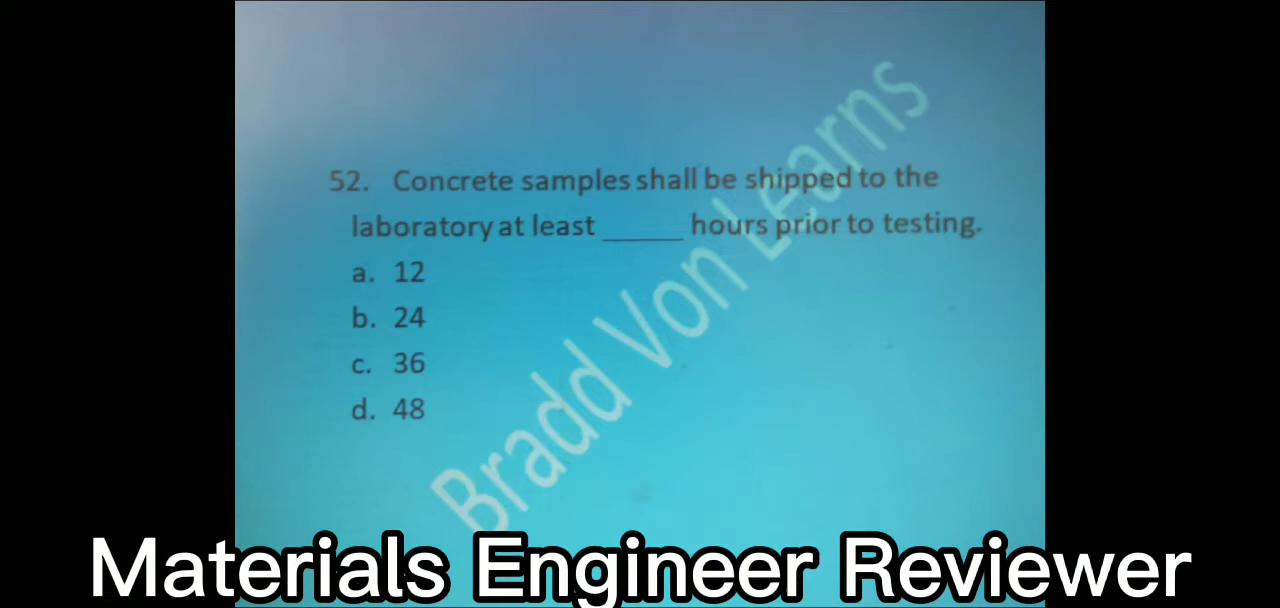 52. Concrete samples shall be shipped to the
laboratory at least ______ hours prior to testing.
a. 12
b. 24
c. 36
d. 48
Bradd Von Learns
Materials Engineer Reviewer